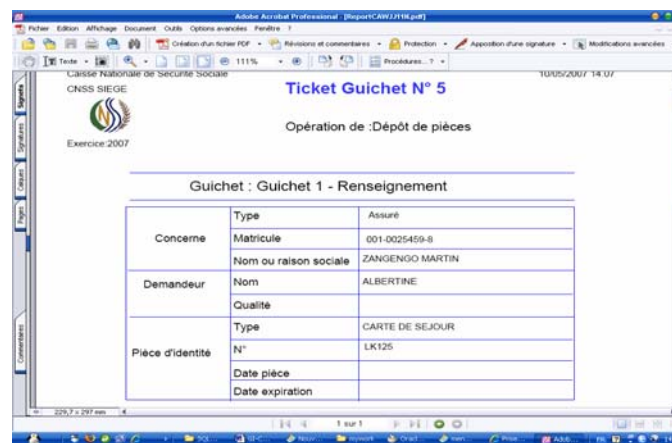 Adobe Acrobat Professional - [ReportCAWJJ11K.pdf]
Fichier Edition Affichage Document Outils Options avancées Fenêtre ?
Création d'un fichier PDF Révisions et commentaires Protection Apposition d'une signature Modifications avancées
Texte 111% Procédures... ?
Caisse Nationale de Sécurité Sociale 10/05/2007 14:07
CNSS SIEGE Ticket Guichet N° 5
Opération de :Dépôt de pièces
Exercice:2007
Guichet : Guichet 1 - Renseignement
Concerne Type Assuré
Matricule 001-0025459-8
Nom ou raison sociale ZANGENGO MARTIN
Demandeur Nom ALBERTINE
Qualité
Pièce d'identité Type CARTE DE SEJOUR
N° LK125
Date pièce
Date expiration
Signets
Signatures
Calques
Pages
Commentaires
229,7 x 297 mm
1 sur 1